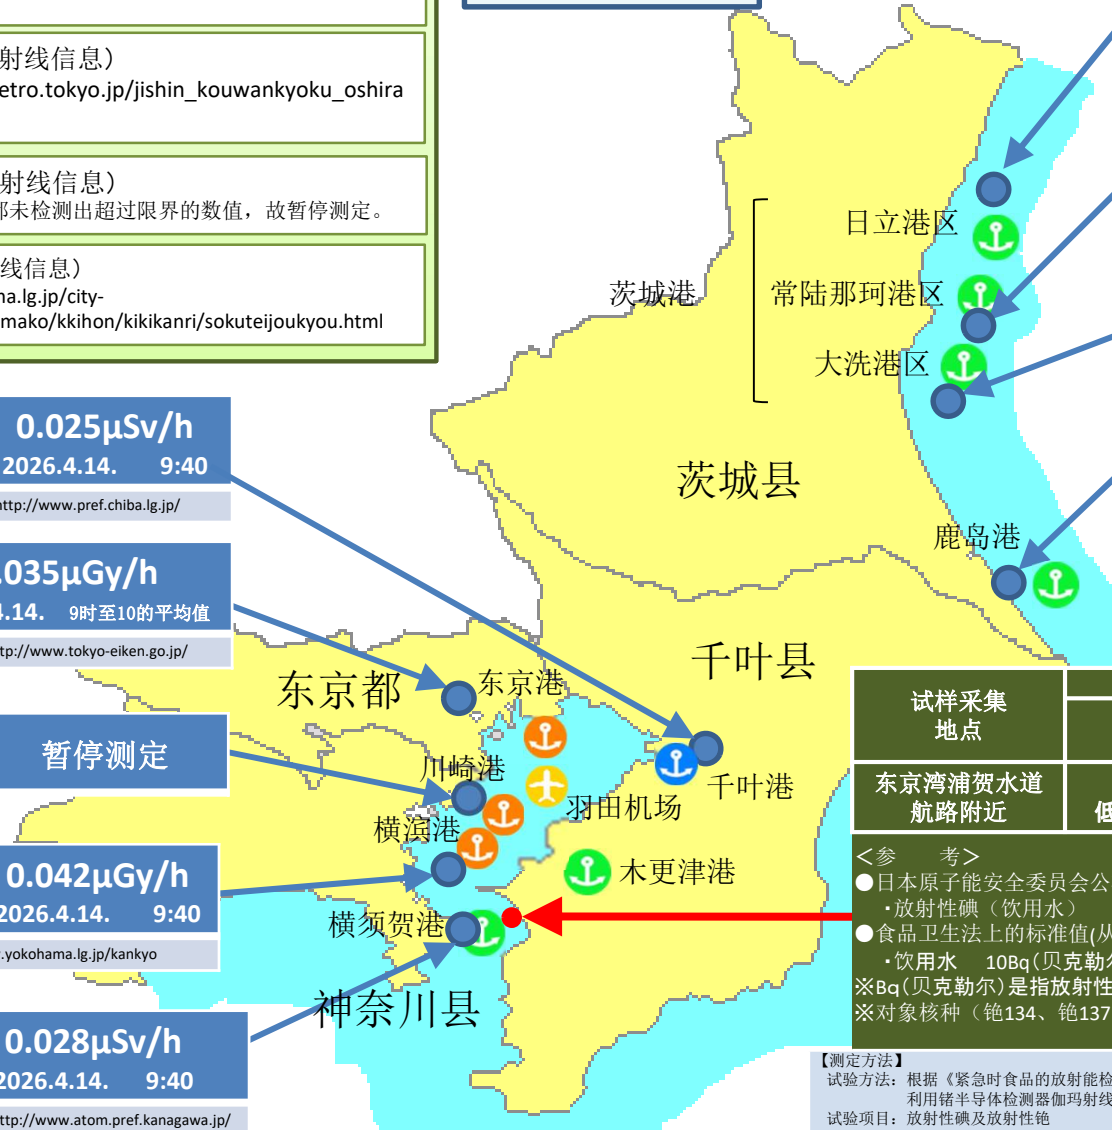 射线信息）
etro.tokyo.jp/jishin_kouwankyoku_oshira
射线信息）
都未检测出超过限界的数值，故暂停测定。
线信息）
na.lg.jp/city-
mako/kkihon/kikikanri/sokuteijoukyou.html
日立港区
茨城港
常陆那珂港区
大洗港区
茨城县
鹿岛港
0.025μSv/h
2026.4.14. 9:40
http://www.pref.chiba.lg.jp/
.035μGy/h
4.14. 9时至10的平均值
tp://www.tokyo-eiken.go.jp/
东京都
东京港
千叶县
暂停测定
川崎港
羽田机场
千叶港
横滨港
木更津港
0.042μGy/h
2026.4.14. 9:40
.yokohama.lg.jp/kankyo
横须贺港
神奈川县
0.028μSv/h
2026.4.14. 9:40
http://www.atom.pref.kanagawa.jp/
试样采集
地点
东京湾浦贺水道
航路附近
低
＜参　考＞
●日本原子能安全委员会公
・放射性碘（饮用水）
●食品卫生法上的标准值(从
・饮用水 10Bq(贝克勒尔
※Bq(贝克勒尔)是指放射性
※对象核种（铯134、铯137
【测定方法】
试验方法：根据《紧急时食品的放射能检
利用锗半导体检测器伽玛射线
试验项目：放射性碘及放射性铯